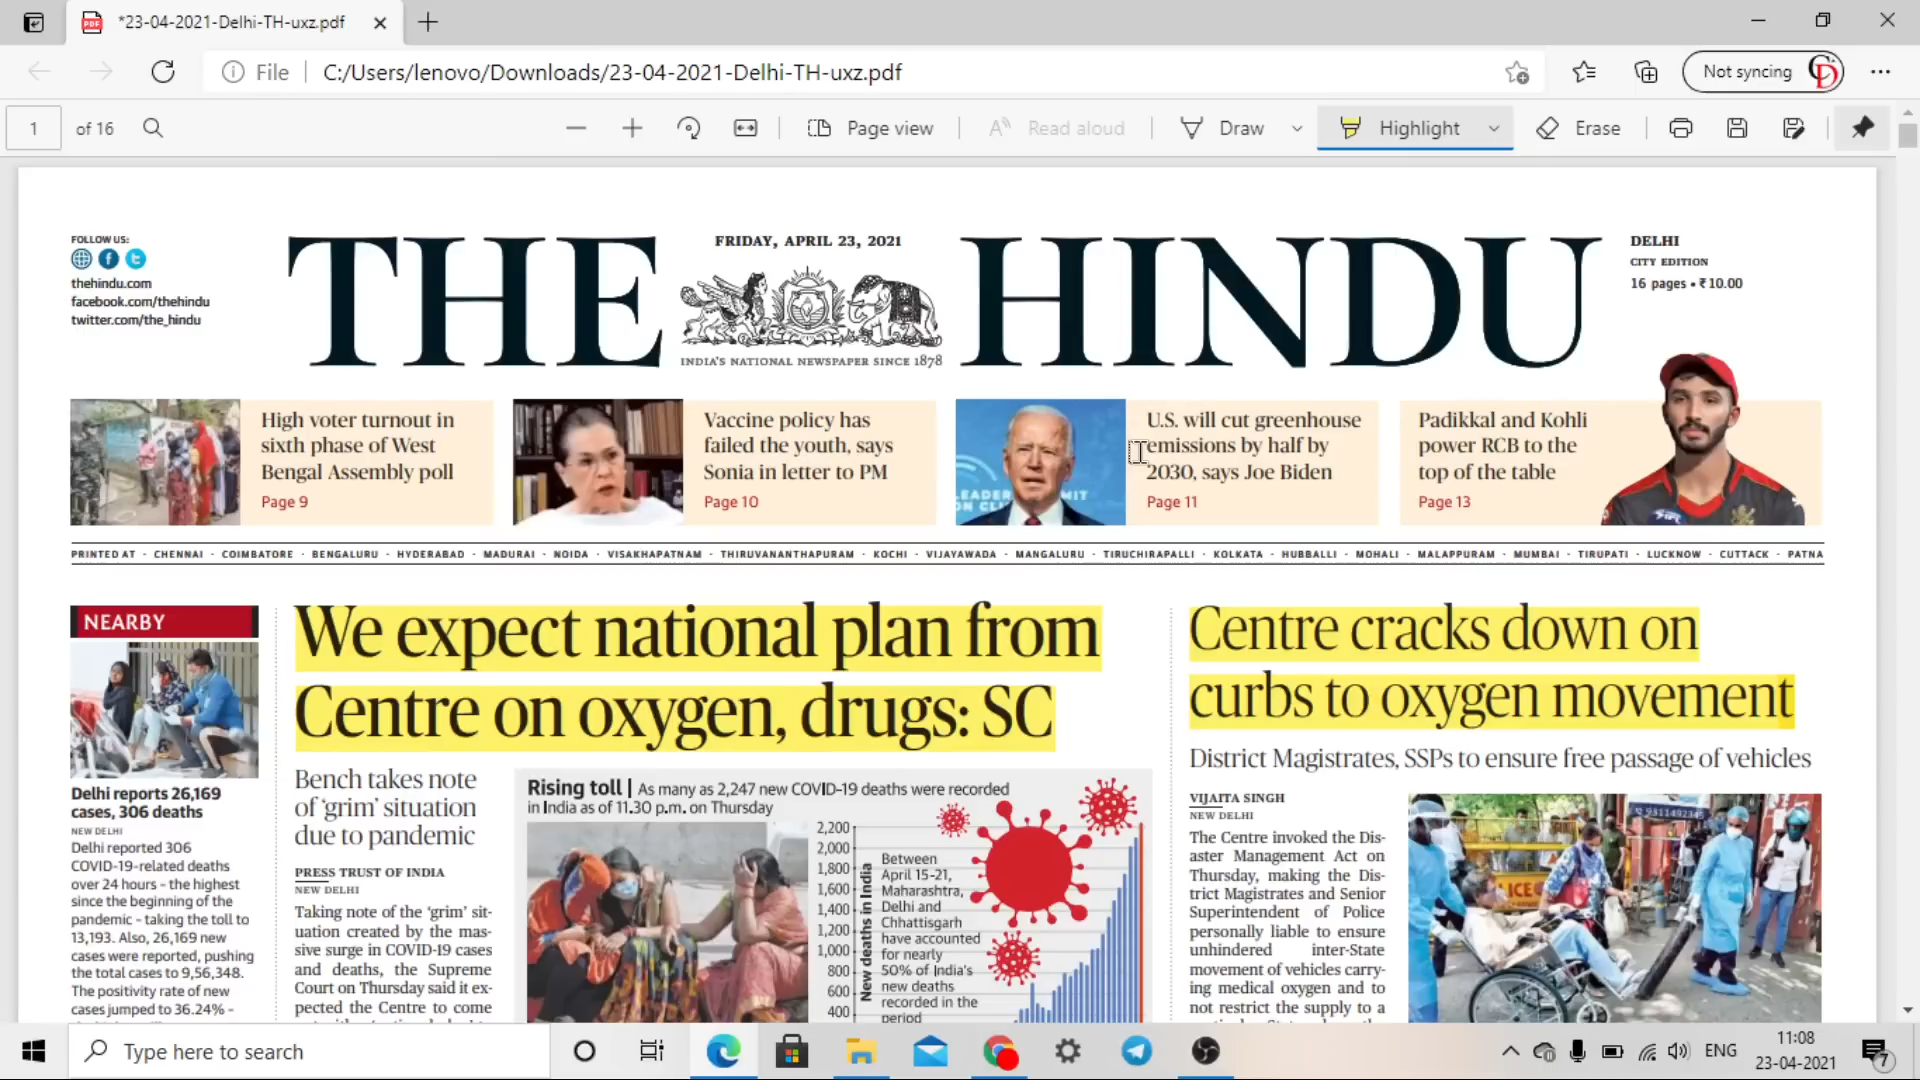 *23-04-2021-Delhi-TH-uxz.pdf
File
C:/Users/lenovo/Downloads/23-04-2021-Delhi-TH-uxz.pdf
Not syncing
1 of 16
Page view
Read aloud
Draw
Highlight
Erase
FOLLOW US:
thehindu.com
facebook.com/thehindu
twitter.com/the_hindu
FRIDAY, APRIL 23, 2021
THE HINDU
INDIA'S NATIONAL NEWSPAPER SINCE 1878
DELHI
CITY EDITION
16 pages • ₹10.00
High voter turnout in
sixth phase of West
Bengal Assembly poll
Page 9
Vaccine policy has
failed the youth, says
Sonia in letter to PM
Page 10
U.S. will cut greenhouse
emissions by half by
2030, says Joe Biden
Page 11
Padikkal and Kohli
power RCB to the
top of the table
Page 13
PRINTED AT · CHENNAI · COIMBATORE · BENGALURU · HYDERABAD · MADURAI · NOIDA · VISAKHAPATNAM · THIRUVANANTHAPURAM · KOCHI · VIJAYAWADA · MANGALURU · TIRUCHIRAPALLI · KOLKATA · HUBBALLI · MOHALI · MALAPPURAM · MUMBAI · TIRUPATI · LUCKNOW · CUTTACK · PATNA
NEARBY
Delhi reports 26,169
cases, 306 deaths
NEW DELHI
Delhi reported 306
COVID-19-related deaths
over 24 hours – the highest
since the beginning of the
pandemic – taking the toll to
13,193. Also, 26,169 new
cases were reported, pushing
the total cases to 9,56,348.
The positivity rate of new
cases jumped to 36.24% –
We expect national plan from
Centre on oxygen, drugs: SC
Bench takes note
of ‘grim’ situation
due to pandemic
PRESS TRUST OF INDIA
NEW DELHI
Taking note of the ‘grim’ sit-
uation created by the mas-
sive surge in COVID-19 cases
and deaths, the Supreme
Court on Thursday said it ex-
pected the Centre to come
Rising toll | As many as 2,247 new COVID-19 deaths were recorded
in India as of 11.30 p.m. on Thursday
2,200
2,000
1,800
1,600
1,400
1,200
1,000
800
600
400
New deaths in India
Between
April 15-21,
Maharashtra,
Delhi and
Chhattisgarh
have accounted
for nearly
50% of India's
new deaths
recorded in the
period
Centre cracks down on
curbs to oxygen movement
District Magistrates, SSPs to ensure free passage of vehicles
VIJAITA SINGH
NEW DELHI
The Centre invoked the Dis-
aster Management Act on
Thursday, making the Dis-
trict Magistrates and Senior
Superintendent of Police
personally liable to ensure
unhindered inter-State
movement of vehicles carry-
ing medical oxygen and to
not restrict the supply to a
Type here to search
ENG
11:08
23-04-2021
7